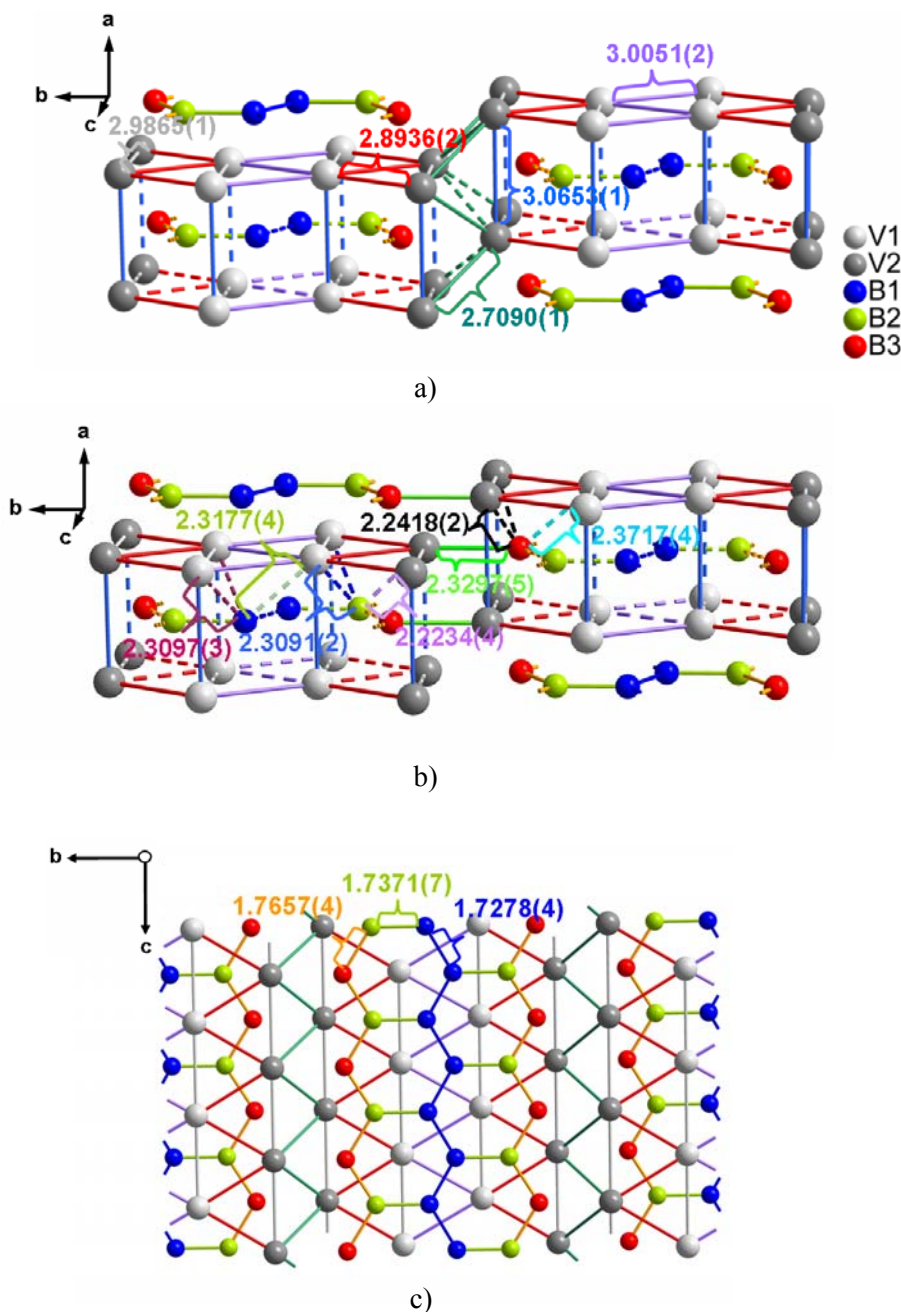 a
b
c
3.0051(2)
2.9865(1)
2.8936(2)
3.0653(1)
2.7090(1)
V1
V2
B1
B2
B3
a)
a
b
c
2.3177(4)
2.2418(2)
2.3717(4)
2.3297(5)
2.3097(3)
2.3091(2)
2.2234(4)
b)
b
c
1.7371(7)
1.7657(4)
1.7278(4)
c)